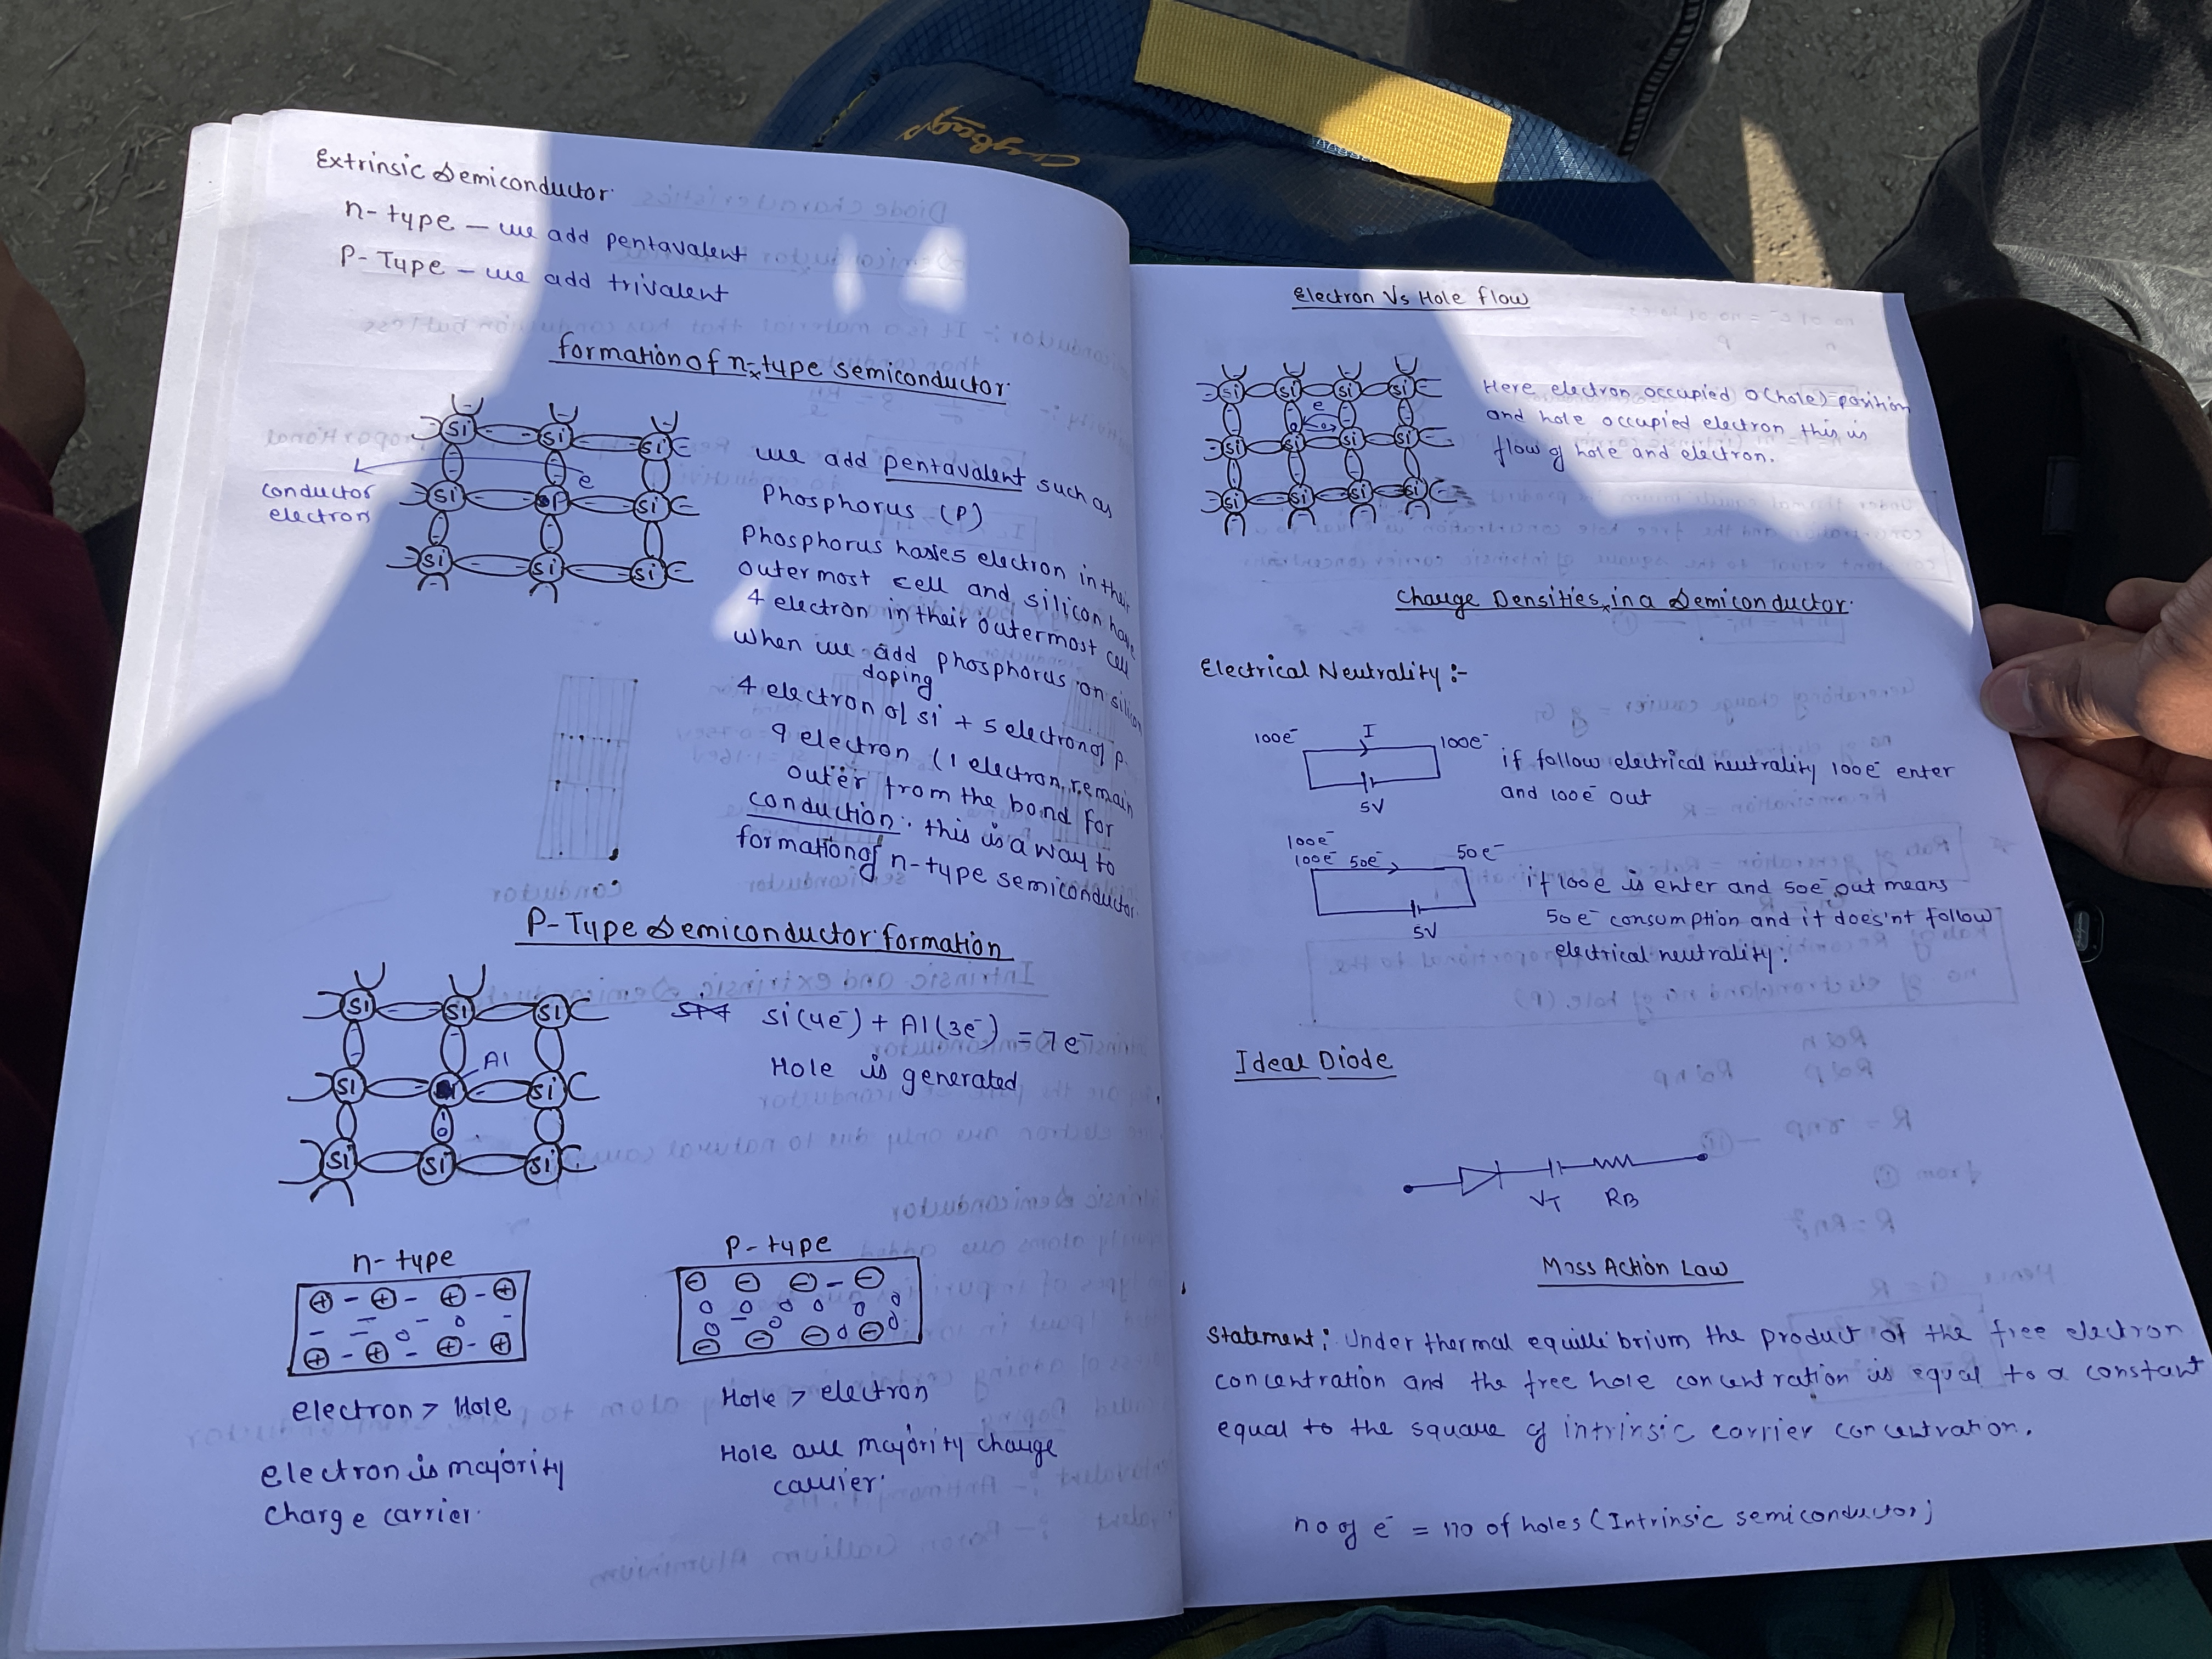 Extrinsic Semiconductor
n-type — we add pentavalent
P-Type — we add trivalent
formation of n-type semiconductor
Si Si Si
Si P Si
Si Si Si
e
conductor
electron
we add pentavalent such as
Phosphorus (P)
Phosphorus has 5 electron in their
outermost cell and silicon have
4 electron in their outermost cell
When we add phosphorus on silicon
doping
4 electron of si + 5 electron of P
9 electron (1 electron remain
outer from the bond for
conduction. this is a way to
formation of n-type semiconductor.
P-Type Semiconductor formation
Si Si Si
Al
Si Si
Si Si Si
Si(4e⁻) + Al(3e⁻) = 7e⁻
Hole is generated
n-type
electron > Hole
electron is majority
charge carrier.
P-type
Hole > electron
Hole are majority charge
carrier.
Crazybags
Electron Vs Hole flow
Si Si Si Si
e
Si Si Si Si
Si Si Si Si
Here electron occupied o(hole) position
and hole occupied electron this is
flow of hole and electron.
Charge Densities in a Semiconductor.
Electrical Neutrality :-
100e⁻ I 100e⁻
5V
if follow electrical neutrality 100e⁻ enter
and 100e⁻ out
100e⁻
100e⁻ 50e⁻ 50e⁻
5V
if 100e is enter and 50e⁻ out means
50e⁻ consumption and it does'nt follow
electrical neutrality.
Ideal Diode
VT RB
Mass Action Law
Statement: Under thermal equillibrium the product of the free electron
concentration and the free hole concentration is equal to a constant
equal to the square of intrinsic carrier concentration.
no of e⁻ = no of holes (Intrinsic semiconductor)